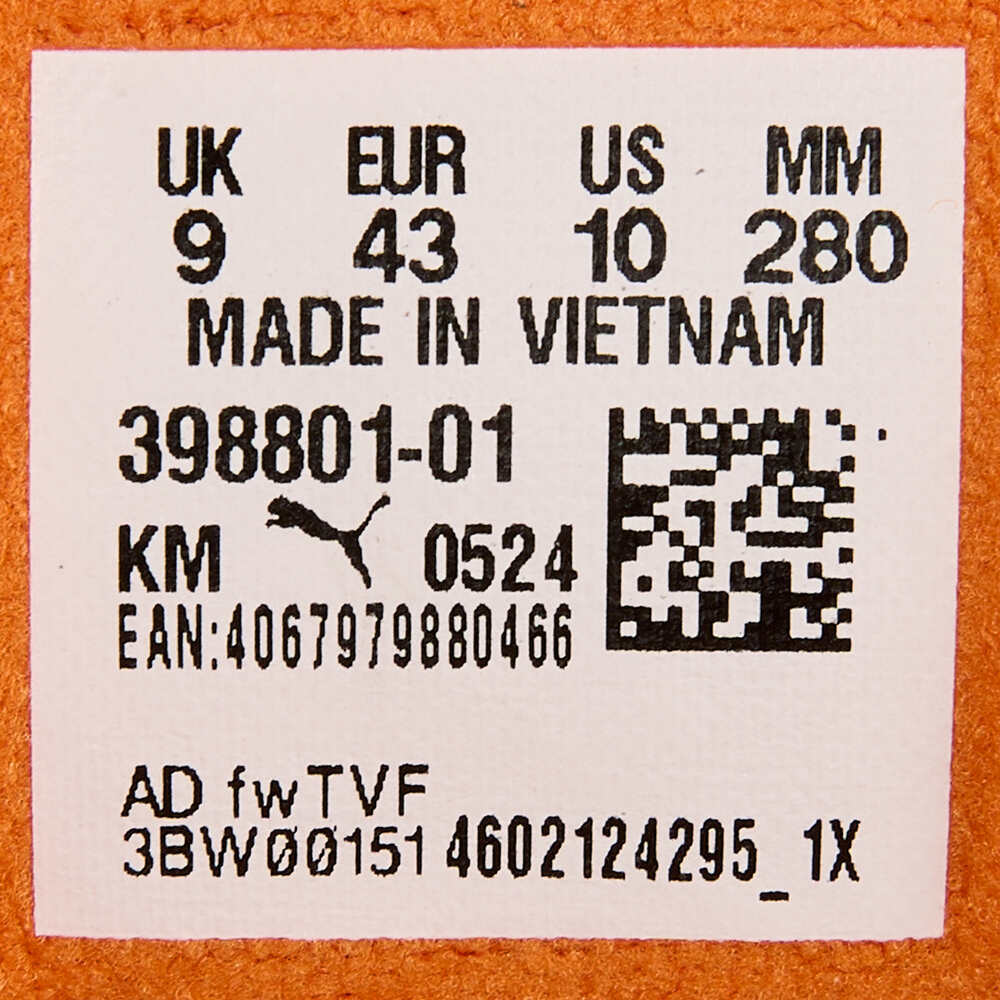 UK EUR US MM
9 43 10 280
MADE IN VIETNAM
398801-01
KM 0524
EAN:4067979880466
AD fwTVF
3BW00151 4602124295_1X